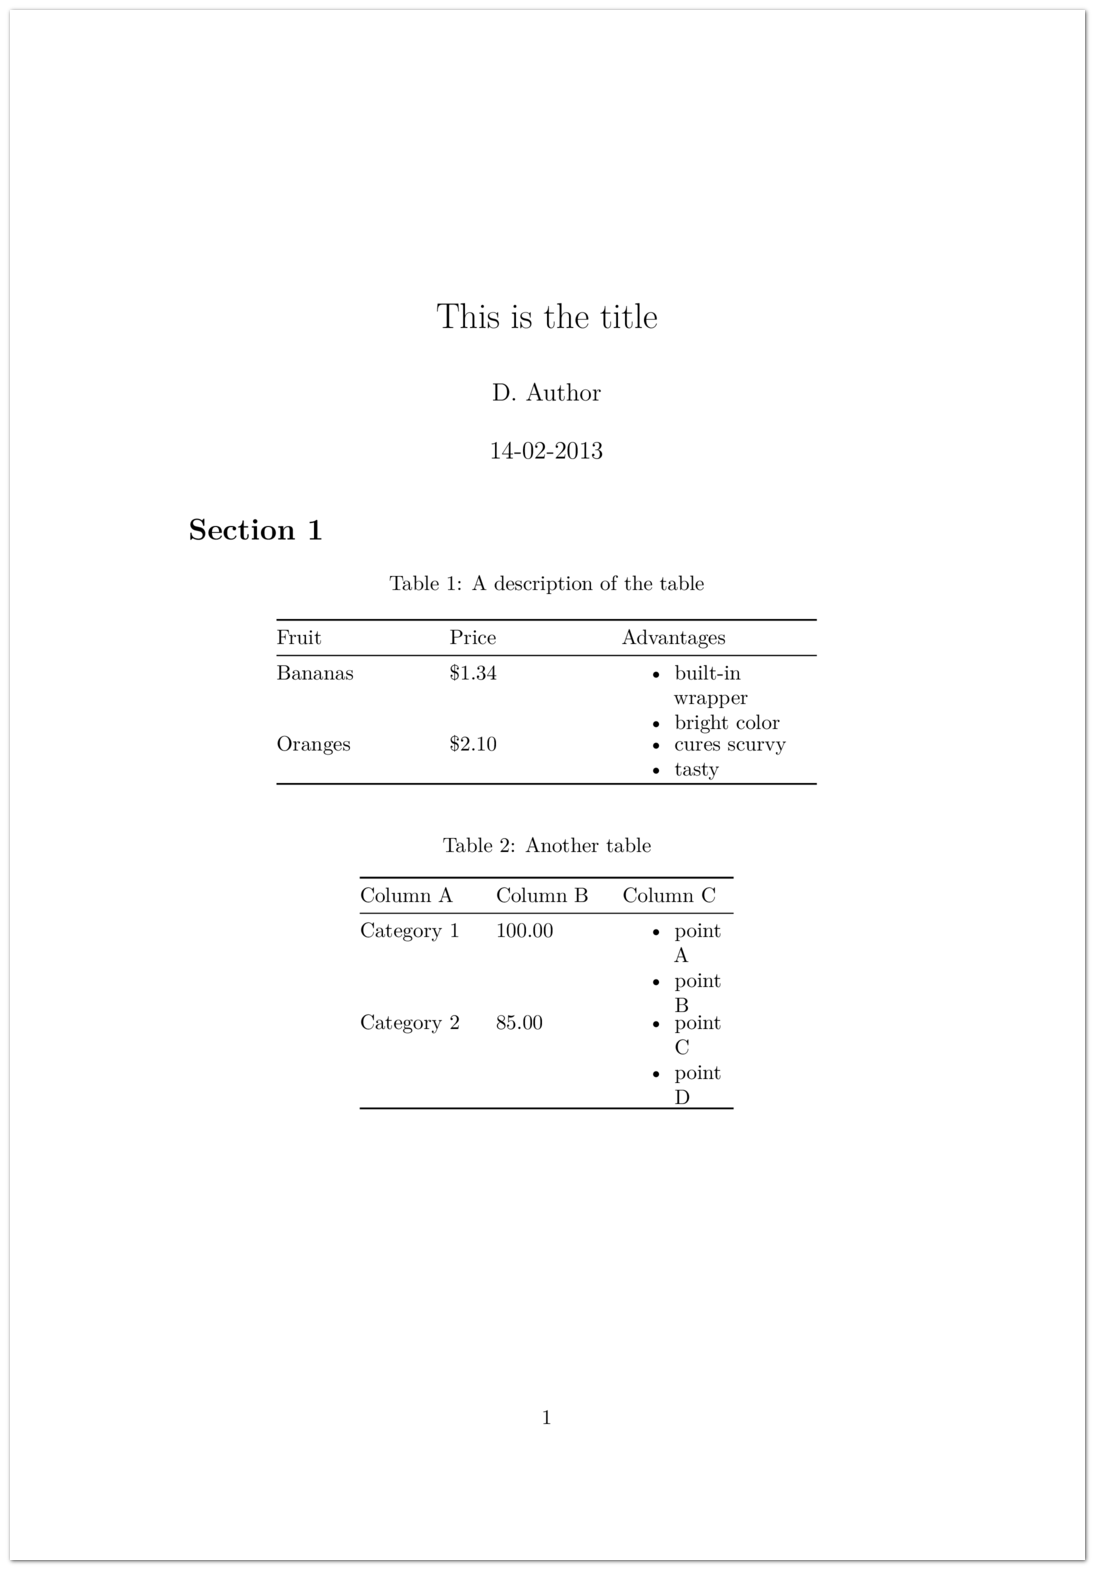 This is the title
D. Author
14-02-2013
Section 1
Table 1: A description of the table
Fruit Price Advantages
Bananas $1.34 • built-in
wrapper
• bright color
Oranges $2.10 • cures scurvy
• tasty
Table 2: Another table
Column A Column B Column C
Category 1 100.00 • point
A
• point
B
Category 2 85.00 • point
C
• point
D
1